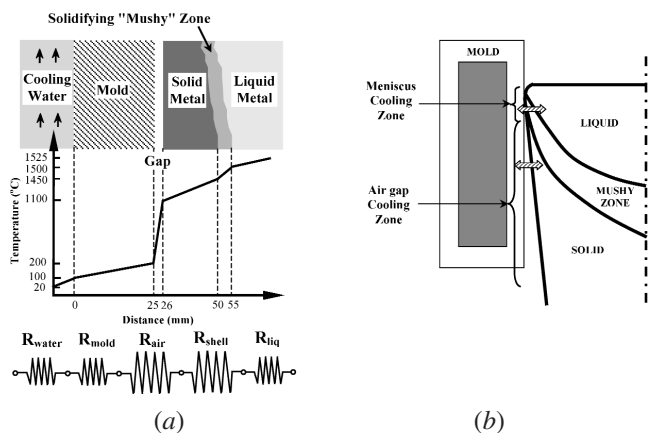 Solidifying "Mushy" Zone
Cooling
Water
Mold
Solid
Metal
Liquid
Metal
Gap
Temperature (ºC)
1525
1500
1450
1100
200
100
20
0 25 26 50 55
Distance (mm)
Rwater Rmold Rair Rshell Rliq
(a)
MOLD
Meniscus
Cooling
Zone
Air gap
Cooling
Zone
LIQUID
MUSHY
ZONE
SOLID
(b)